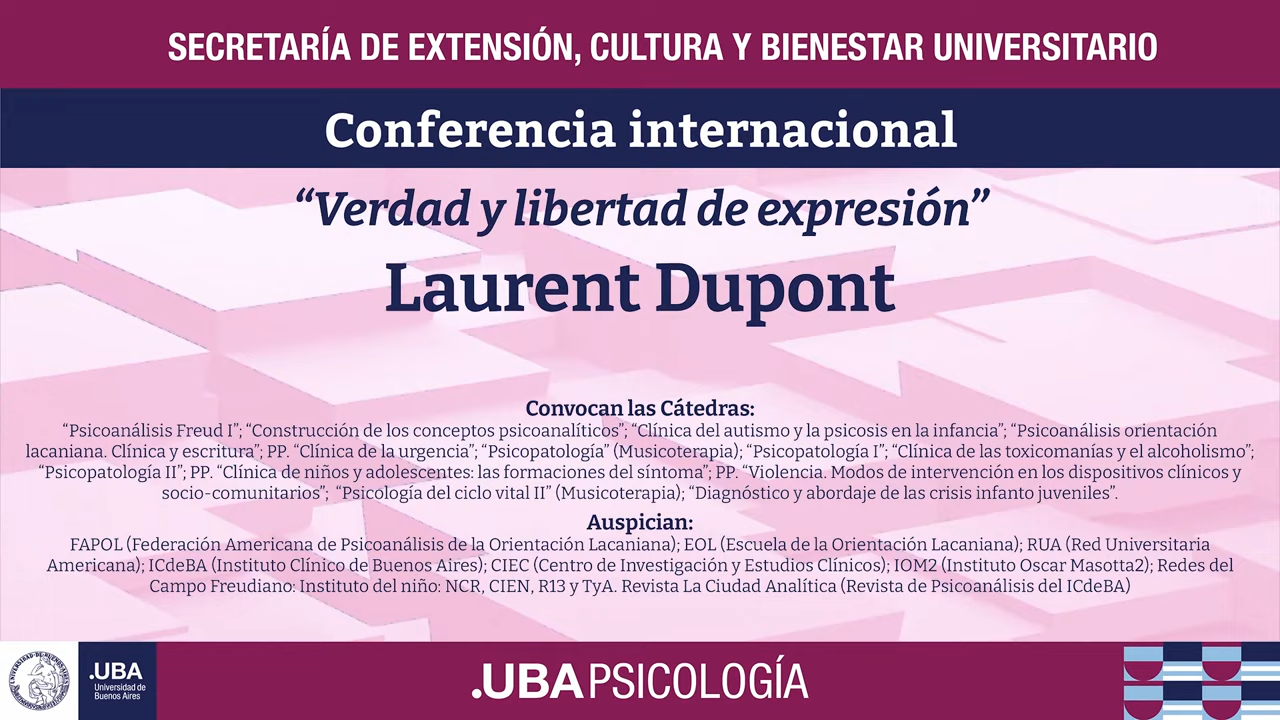 SECRETARÍA DE EXTENSIÓN, CULTURA Y BIENESTAR UNIVERSITARIO
Conferencia internacional
“Verdad y libertad de expresión”
Laurent Dupont
Convocan las Cátedras:
“Psicoanálisis Freud I”; “Construcción de los conceptos psicoanalíticos”; “Clínica del autismo y la psicosis en la infancia”; “Psicoanálisis orientación
lacaniana. Clínica y escritura”; PP. “Clínica de la urgencia”; “Psicopatología” (Musicoterapia); “Psicopatología I”; “Clínica de las toxicomanías y el alcoholismo”;
“Psicopatología II”; PP. “Clínica de niños y adolescentes: las formaciones del síntoma”; PP. “Violencia. Modos de intervención en los dispositivos clínicos y
socio-comunitarios”; “Psicología del ciclo vital II” (Musicoterapia); “Diagnóstico y abordaje de las crisis infanto juveniles”.
Auspician:
FAPOL (Federación Americana de Psicoanálisis de la Orientación Lacaniana); EOL (Escuela de la Orientación Lacaniana); RUA (Red Universitaria
Americana); ICdeBA (Instituto Clínico de Buenos Aires); CIEC (Centro de Investigación y Estudios Clínicos); IOM2 (Instituto Oscar Masotta2); Redes del
Campo Freudiano: Instituto del niño: NCR, CIEN, R13 y TyA. Revista La Ciudad Analítica (Revista de Psicoanálisis del ICdeBA)
.UBA
Universidad de
Buenos Aires
.UBAPSICOLOGÍA